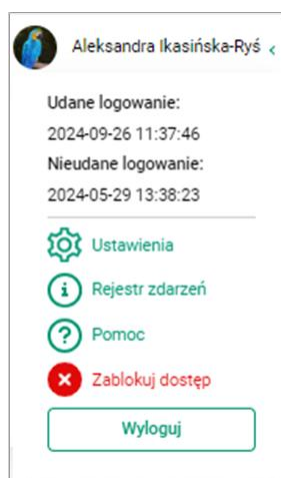 Aleksandra Ikasińska-Ryś
Udane logowanie:
2024-09-26 11:37:46
Nieudane logowanie:
2024-05-29 13:38:23
Ustawienia
Rejestr zdarzeń
Pomoc
Zablokuj dostęp
Wyloguj